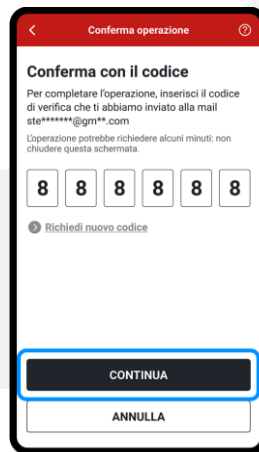 Conferma operazione
Conferma con il codice
Per completare l'operazione, inserisci il codice
di verifica che ti abbiamo inviato alla mail
ste*******@gm**.com
L'operazione potrebbe richiedere alcuni minuti: non
chiudere questa schermata.
8 8 8 8 8 8
Richiedi nuovo codice
CONTINUA
ANNULLA